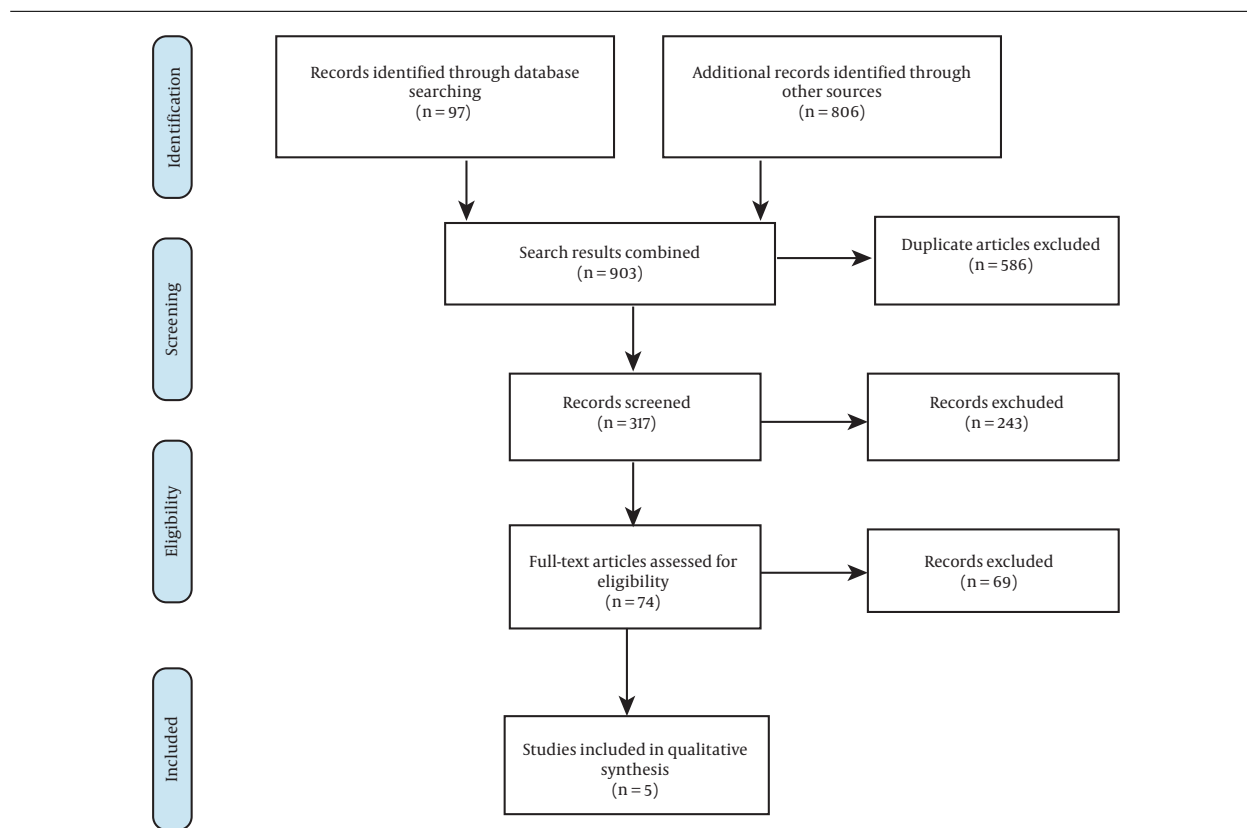 Identification
Records identified through database
searching
(n = 97)
Additional records identified through
other sources
(n = 806)
Screening
Search results combined
(n = 903)
Duplicate articles excluded
(n = 586)
Records screened
(n = 317)
Records exchuded
(n = 243)
Eligibility
Full-text articles assessed for
eligibility
(n = 74)
Records excluded
(n = 69)
Included
Studies included in qualitative
synthesis
(n = 5)